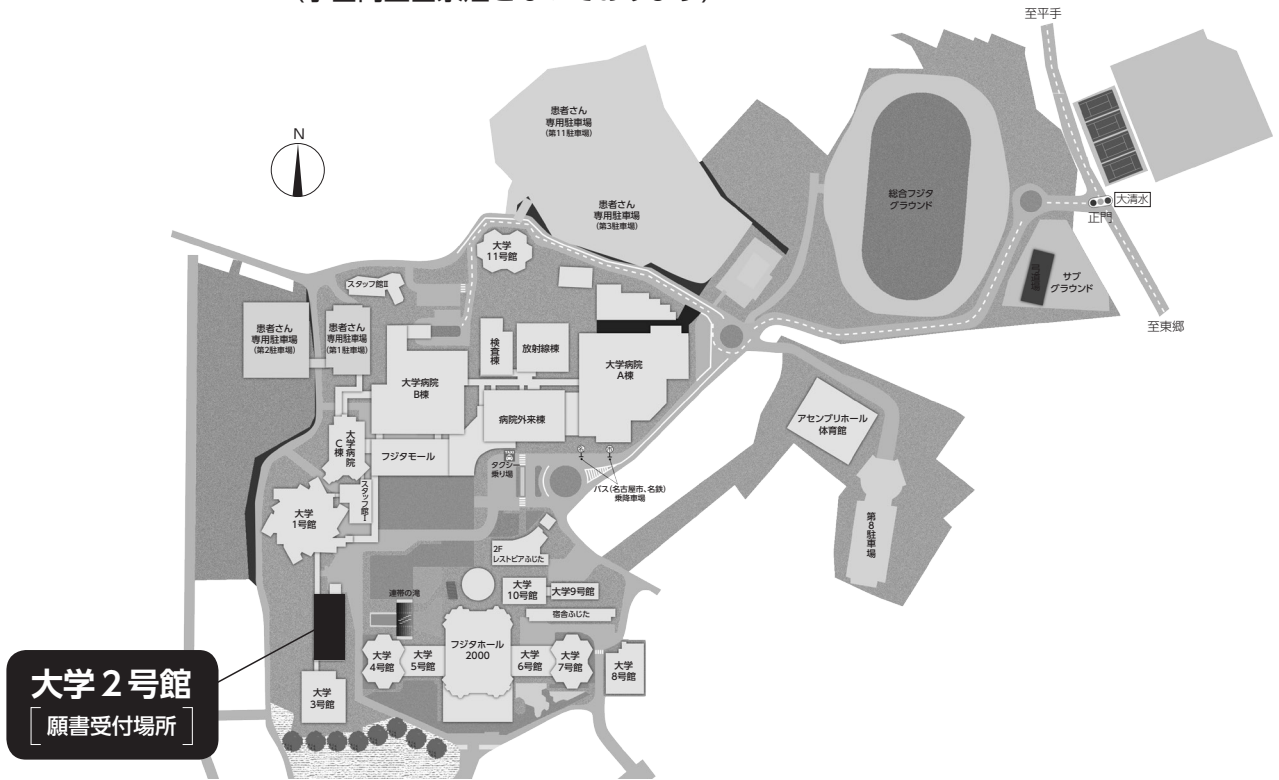 至平手
N
患者さん
専用駐車場
(第11駐車場)
患者さん
専用駐車場
(第3駐車場)
総合フジタ
グラウンド
大清水
正門
サブ
グラウンド
至東郷
大学
11号館
スタッフ館Ⅱ
患者さん
専用駐車場
(第2駐車場)
患者さん
専用駐車場
(第1駐車場)
検査棟
放射線棟
大学病院
A棟
大学病院
B棟
病院外来棟
アセンブリホール
体育館
大学病院
C棟
フジタモール
タクシー
乗り場
バス(名古屋市、名鉄)
乗降車場
スタッフ館Ⅰ
大学
1号館
第8駐車場
2F
レストピアふじた
連帯の滝
大学
10号館
大学9号館
宿舎ふじた
大学
4号館
大学
5号館
フジタホール
2000
大学
6号館
大学
7号館
大学
8号館
大学2号館
願書受付場所
大学
3号館